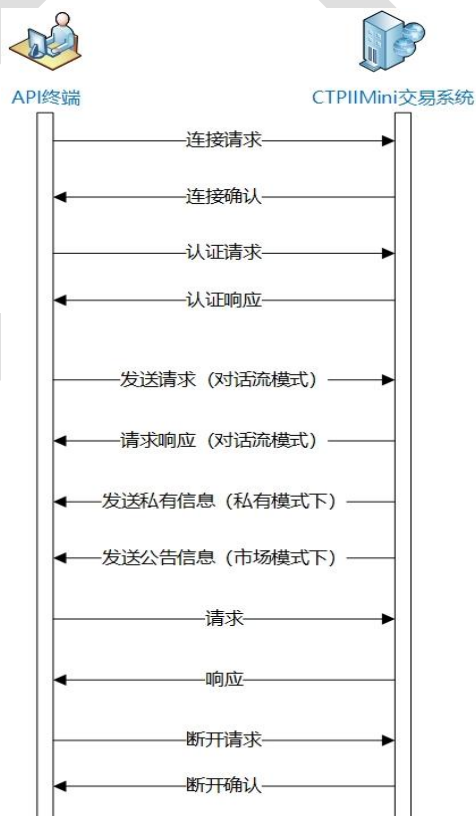 API终端
CTPIIMini交易系统
连接请求
连接确认
认证请求
认证响应
发送请求（对话流模式）
请求响应（对话流模式）
发送私有信息（私有模式下）
发送公告信息（市场模式下）
请求
响应
断开请求
断开确认